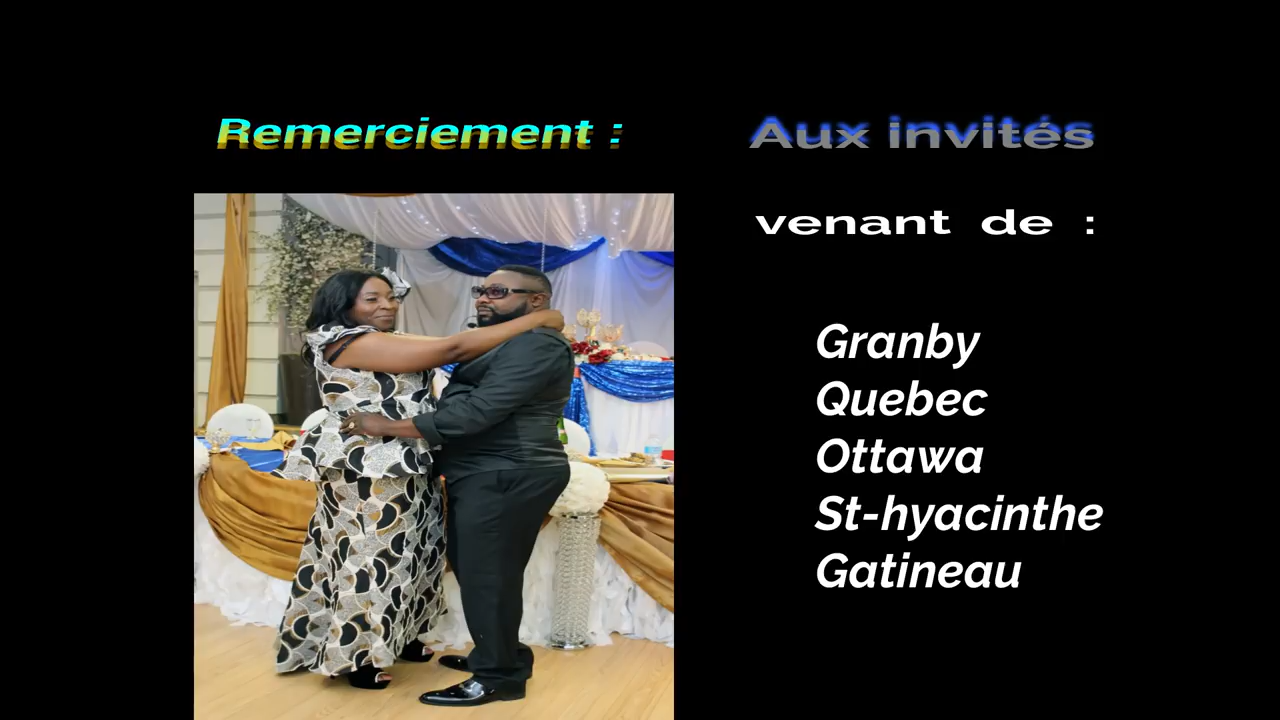 Remerciement :
Aux invités
venant de :
Granby
Quebec
Ottawa
St-hyacinthe
Gatineau